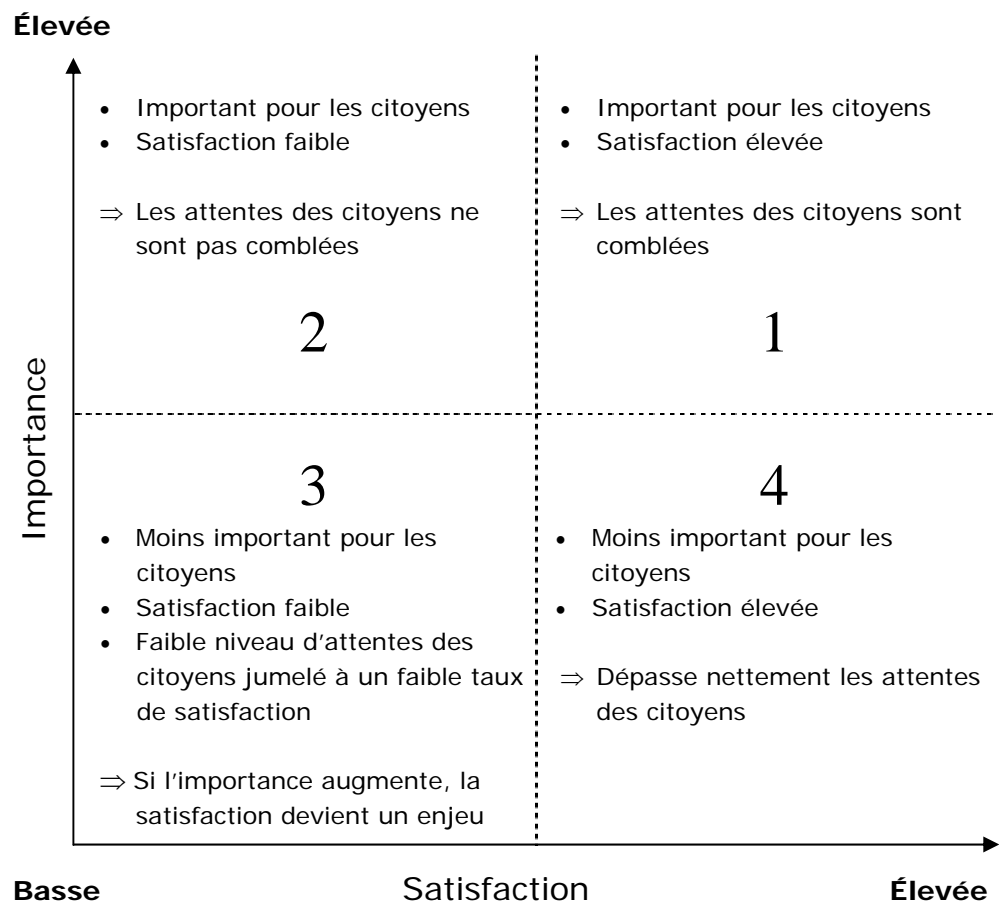 Élevée
• Important pour les citoyens
• Satisfaction faible
⇒ Les attentes des citoyens ne
sont pas comblées
2
• Important pour les citoyens
• Satisfaction élevée
⇒ Les attentes des citoyens sont
comblées
1
Importance
3
• Moins important pour les
citoyens
• Satisfaction faible
• Faible niveau d'attentes des
citoyens jumelé à un faible taux
de satisfaction
⇒ Si l'importance augmente, la
satisfaction devient un enjeu
4
• Moins important pour les
citoyens
• Satisfaction élevée
⇒ Dépasse nettement les attentes
des citoyens
Basse
Satisfaction
Élevée